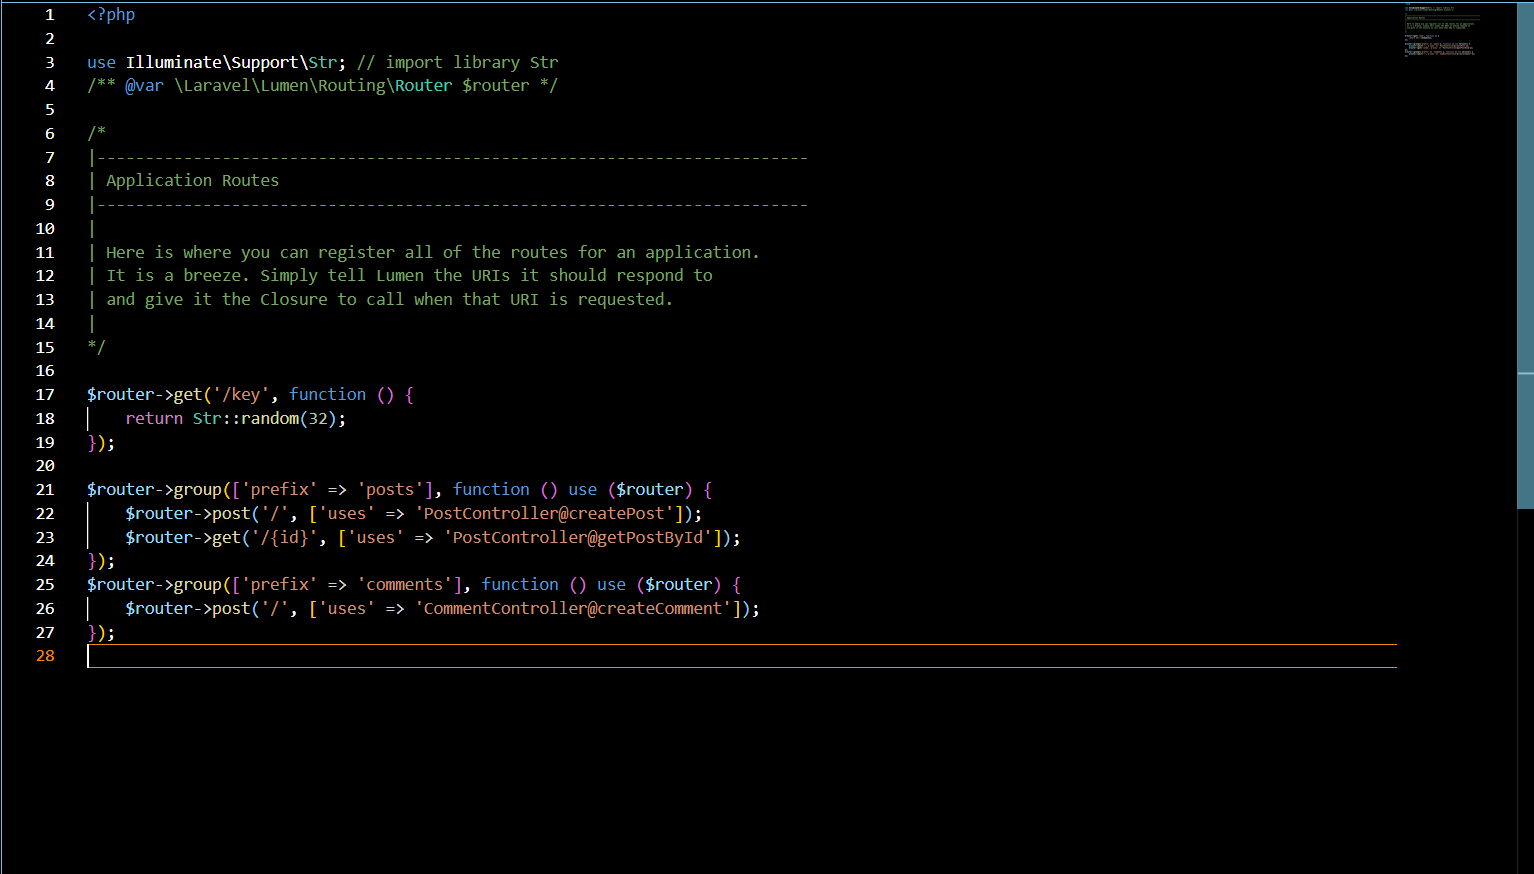 1 <?php
2
3 use Illuminate\Support\Str; // import library Str
4 /** @var \Laravel\Lumen\Routing\Router $router */
5
6 /*
7 |--------------------------------------------------------------------------
8 | Application Routes
9 |--------------------------------------------------------------------------
10 |
11 | Here is where you can register all of the routes for an application.
12 | It is a breeze. Simply tell Lumen the URIs it should respond to
13 | and give it the Closure to call when that URI is requested.
14 |
15 */
16
17 $router->get('/key', function () {
18     return Str::random(32);
19 });
20
21 $router->group(['prefix' => 'posts'], function () use ($router) {
22     $router->post('/', ['uses' => 'PostController@createPost']);
23     $router->get('/{id}', ['uses' => 'PostController@getPostById']);
24 });
25 $router->group(['prefix' => 'comments'], function () use ($router) {
26     $router->post('/', ['uses' => 'CommentController@createComment']);
27 });
28